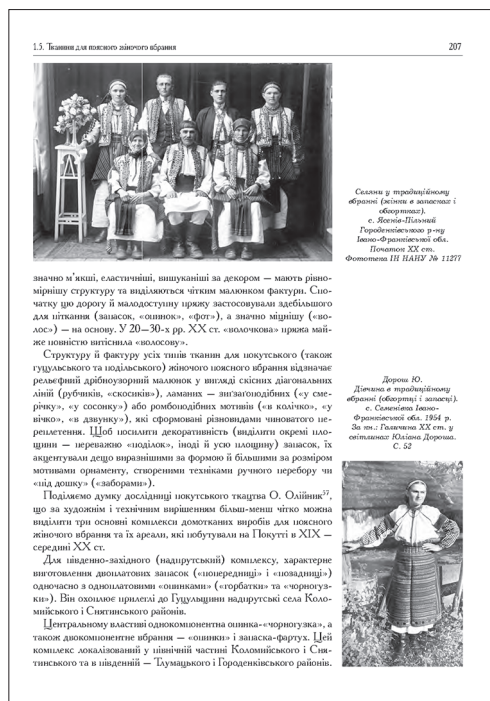 1.5. Тканини для поясного жіночого вбрання
207
Селяни у традиційному
вбранні (жінки в запасках і
обгортках).
с. Ясенів-Пільний
Городенківського р-ну
Івано-Франківської обл.
Початок ХХ ст.
Фототека ІН НАНУ № 11277
значно м'якші, еластичніші, вишуканіші за декором — мають рівно-
мірнішу структуру та виділяються чітким малюнком фактури. Спо-
чатку цю дорогу й малодоступну пряжу застосовували здебільшого
для піткання (запасок, «опинок», «фот»), а значно міцнішу («во-
лос») — на основу. У 20—30-х рр. ХХ ст. «волочкова» пряжа май-
же повністю витіснила «волосову».
Структуру й фактуру усіх типів тканин для покутського (також
гуцульського та подільського) жіночого поясного вбрання відзначає
рельєфний дрібноузорний малюнок у вигляді скісних діагональних
ліній (рубчиків, «скосиків»), ламаних — зиґзаґоподібних («у сме-
річку», «у сосонку») або ромбоподібних мотивів («в колічко», «у
вічко», «в дзвунку»), які сформовані різновидами чиноватого пе-
реплетення. Щоб посилити декоративність (виділити окремі пло-
щини — переважно «поділок», іноді й усю площину) запасок, їх
акцентували дещо виразнішими за формою й більшими за розміром
мотивами орнаменту, створеними техніками ручного перебору чи
«під дошку» («заборами»).
Поділяємо думку дослідниці покутського ткацтва О. Олійник³⁷,
що за художнім і технічним вирішенням більш-менш чітко можна
виділити три основні комплекси домотканих виробів для поясного
жіночого вбрання та їх ареали, які побутували на Покутті в XIX —
середині ХХ ст.
Для південно-західного (надпрутський) комплексу, характерне
виготовлення двоплатових запасок («попередниці» і «позадниці»)
одночасно з одноплатовими «опинками» («горбатки» та «чорногуз-
ки»). Він охоплює прилеглі до Гуцульщини надпрутські села Коло-
мийського і Снятинського районів.
Центральному властиві однокомпонентна опинка-«чорногузка», а
також двокомпонентне вбрання — «опинки» і запаска-фартух. Цей
комплекс локалізований у північній частині Коломийського і Сня-
тинського та в південній — Тлумацького і Городенківського районів.
Дорош Ю.
Дівчина в традиційному
вбранні (обгортці і запасці).
с. Семенівка Івано-
Франківської обл. 1954 р.
За кн.: Галичина ХХ ст. у
світлинах Юліана Дороша.
С. 52